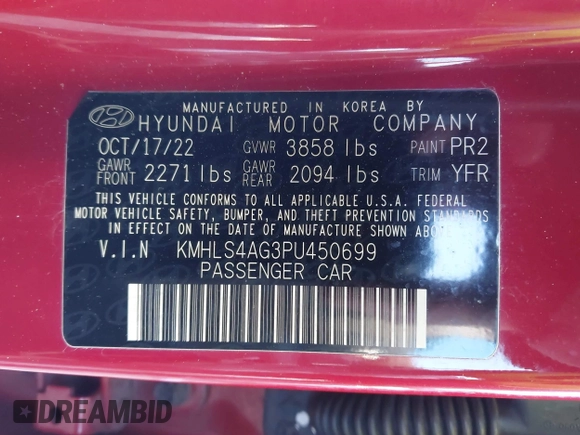 MANUFACTURED IN KOREA BY
HYUNDAI MOTOR COMPANY
OCT/17/22 GVWR 3858 lbs PAINT PR2
GAWR FRONT 2271 lbs GAWR REAR 2094 lbs TRIM YFR
THIS VEHICLE CONFORMS TO ALL APPLICABLE U.S.A. FEDERAL
MOTOR VEHICLE SAFETY, BUMPER, AND THEFT PREVENTION STANDARDS
IN EFFECT ON THE DATE OF MANUFACTURE SHOWN ABOVE.
V.I.N KMHLS4AG3PU450699
PASSENGER CAR
DREAMBID